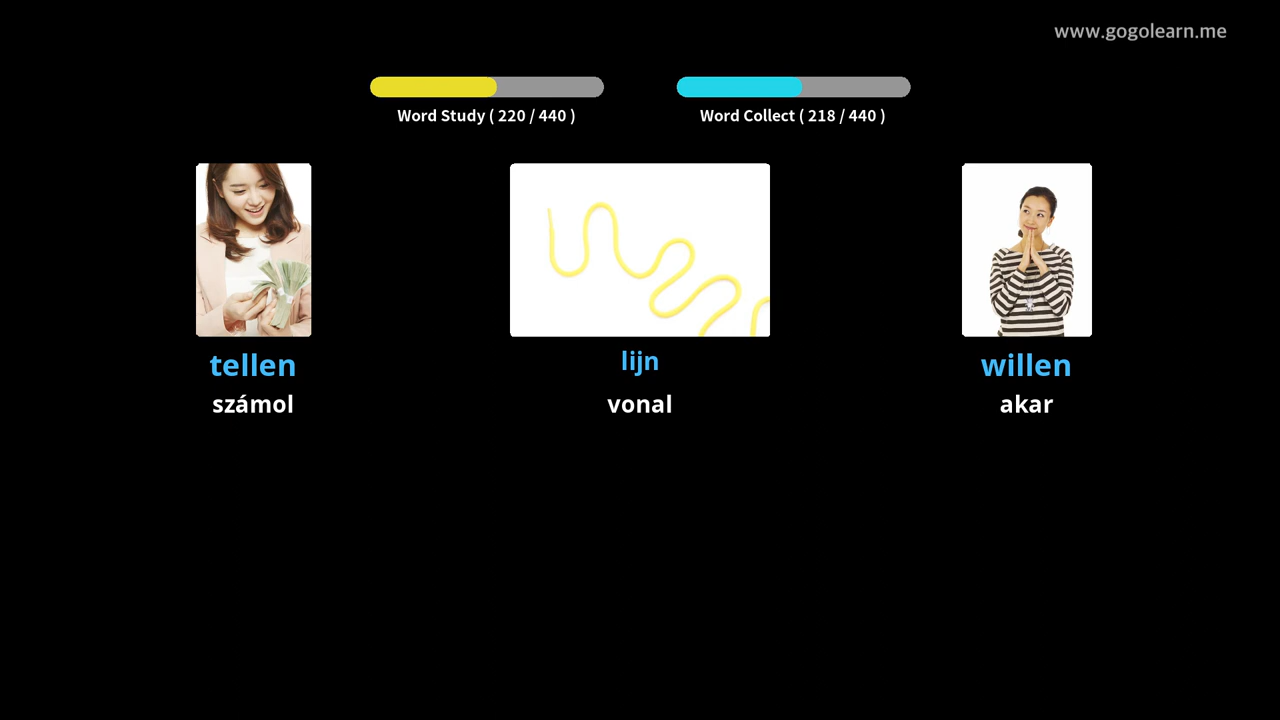 www.gogolearn.me
Word Study ( 220 / 440 )
Word Collect ( 218 / 440 )
tellen
számol
lijn
vonal
willen
akar